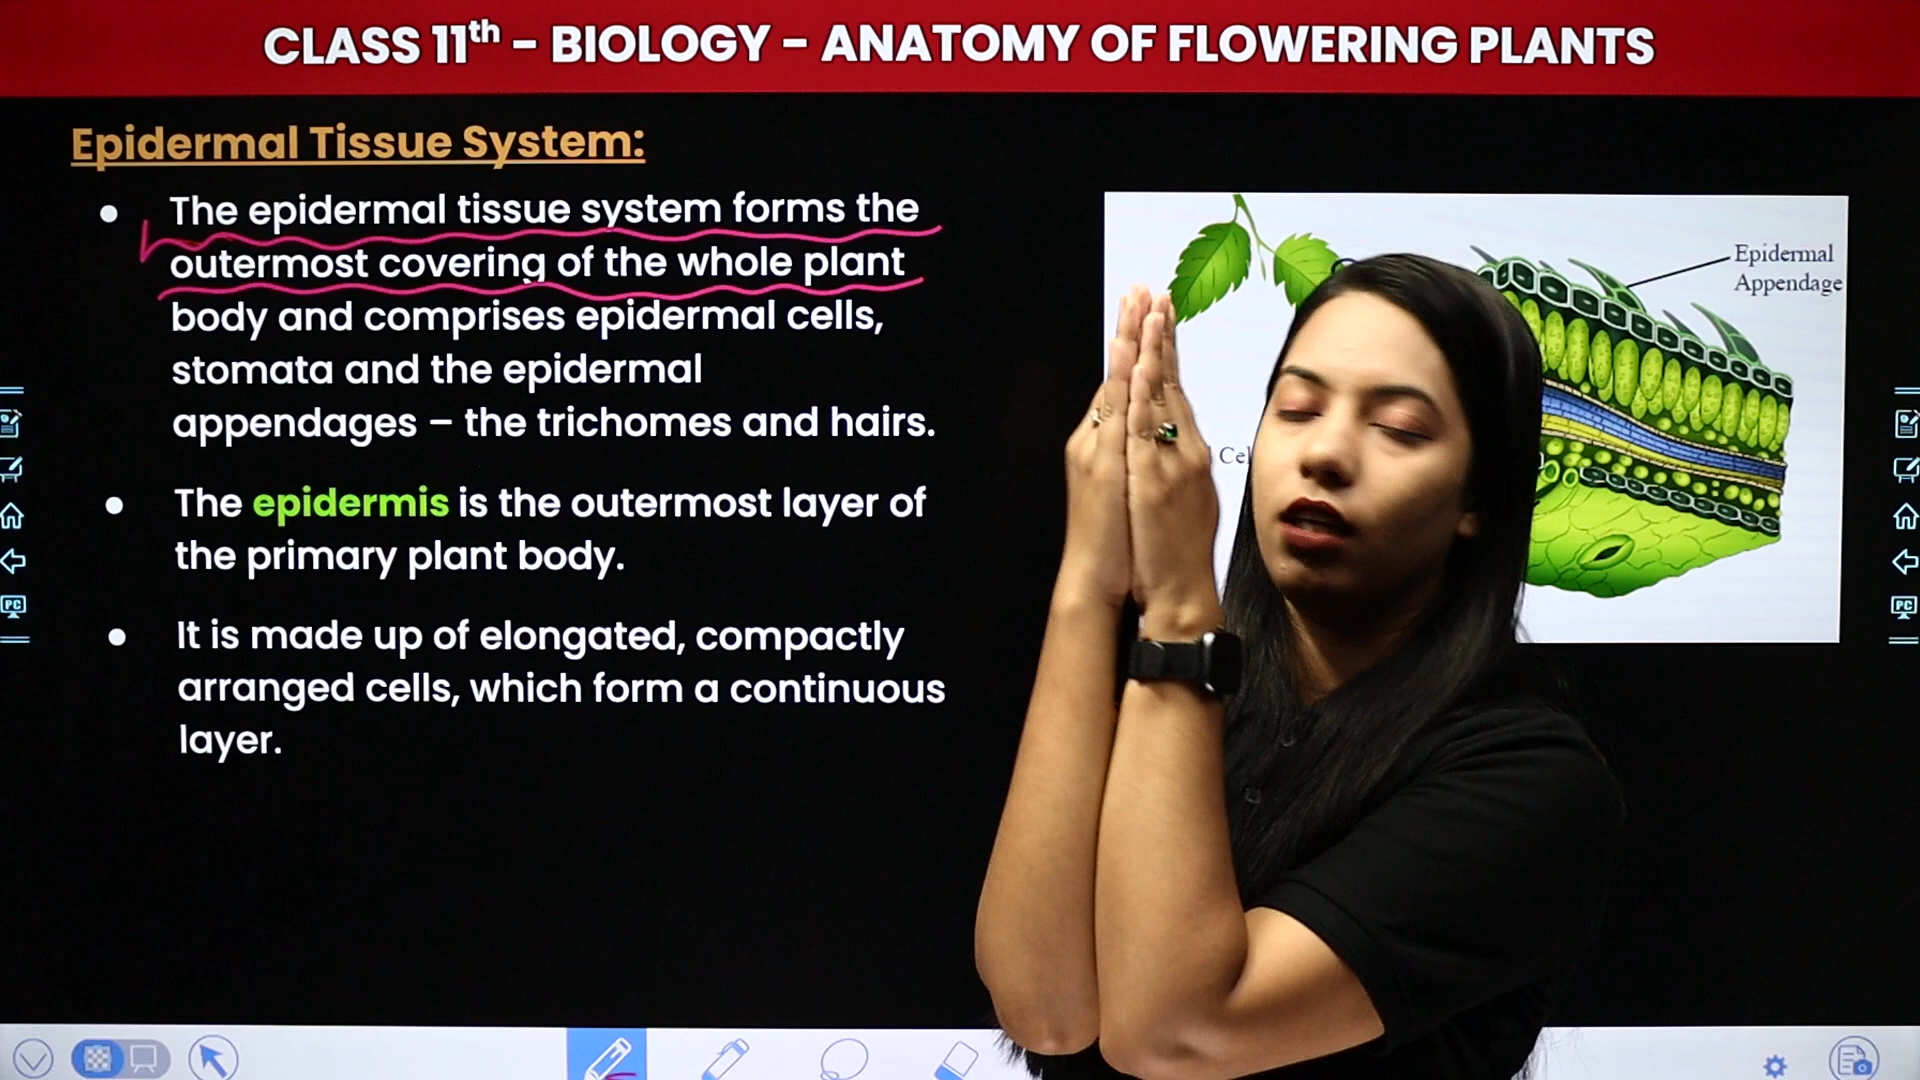 CLASS 11th – BIOLOGY – ANATOMY OF FLOWERING PLANTS
Epidermal Tissue System:
● The epidermal tissue system forms the
outermost covering of the whole plant
body and comprises epidermal cells,
stomata and the epidermal
appendages – the trichomes and hairs.
● The epidermis is the outermost layer of
the primary plant body.
● It is made up of elongated, compactly
arranged cells, which form a continuous
layer.
Epidermal
Appendage
PC
PC